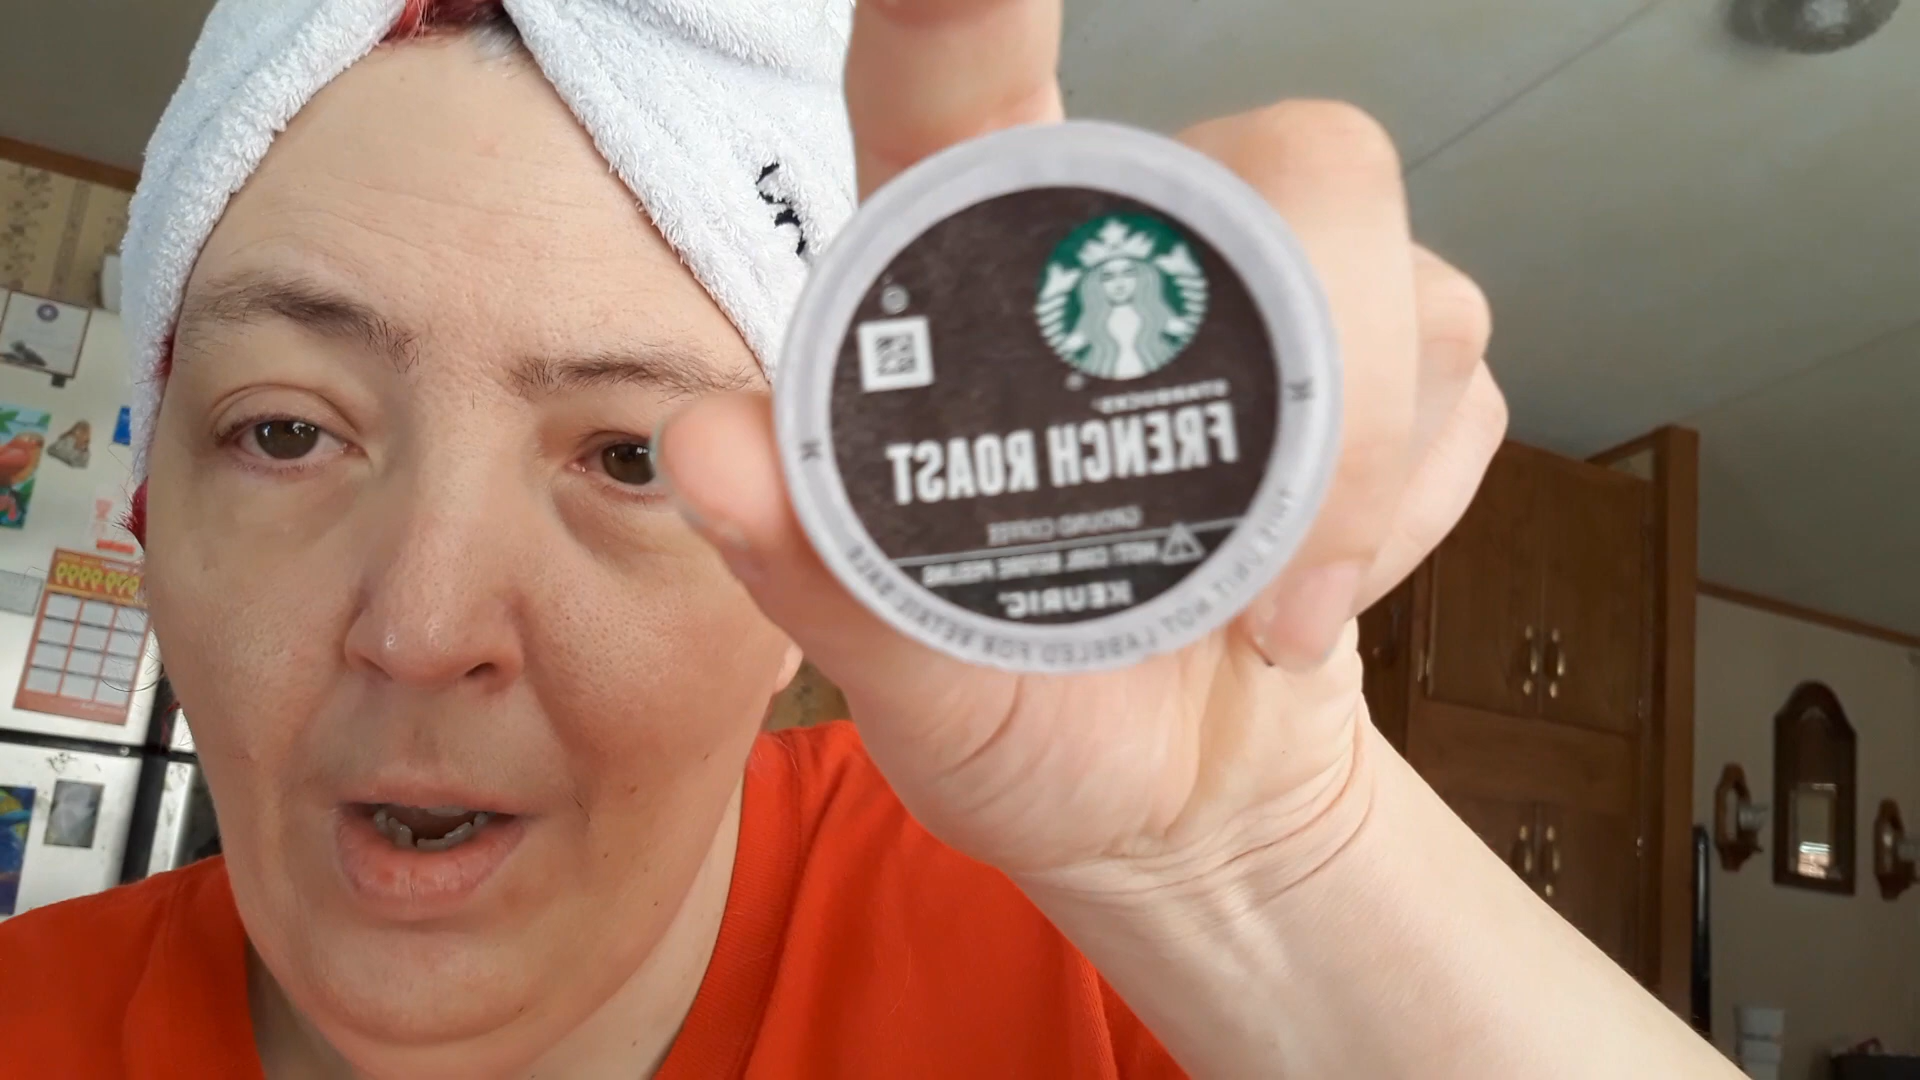 STARBUCKS
FRENCH ROAST
GROUND COFFEE
HOT! COOL BEFORE PEELING
KEURIG
THIS UNIT NOT LABELED FOR RETAIL SALE
K
K